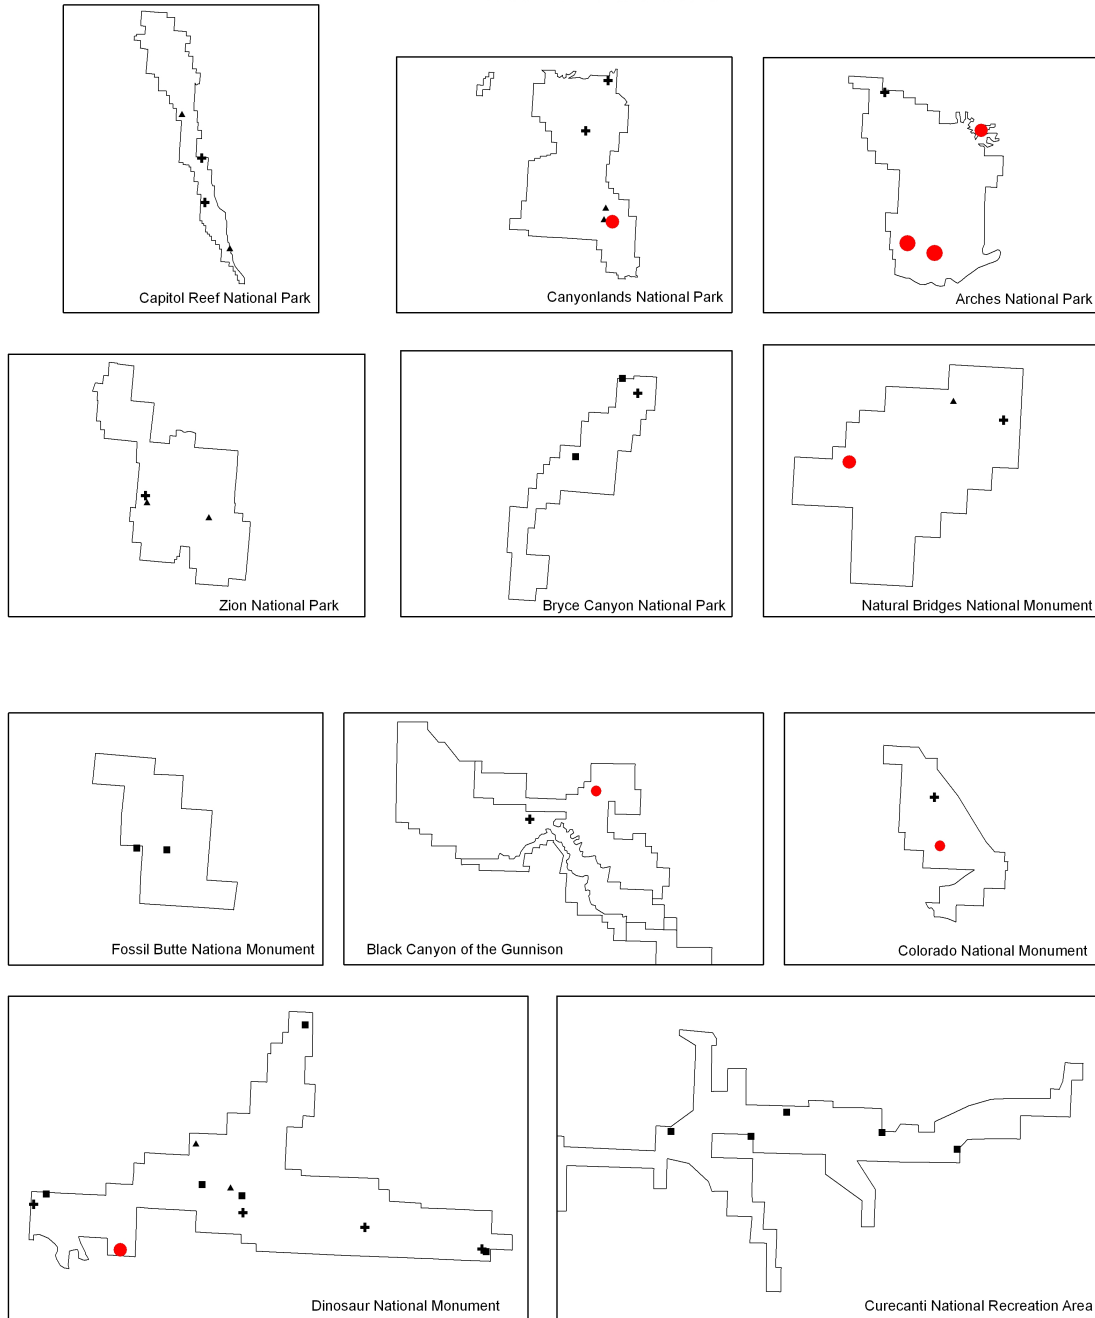 Capitol Reef National Park
Canyonlands National Park
Arches National Park
Zion National Park
Bryce Canyon National Park
Natural Bridges National Monument
Fossil Butte Nationa Monument
Black Canyon of the Gunnison
Colorado National Monument
Dinosaur National Monument
Curecanti National Recreation Area